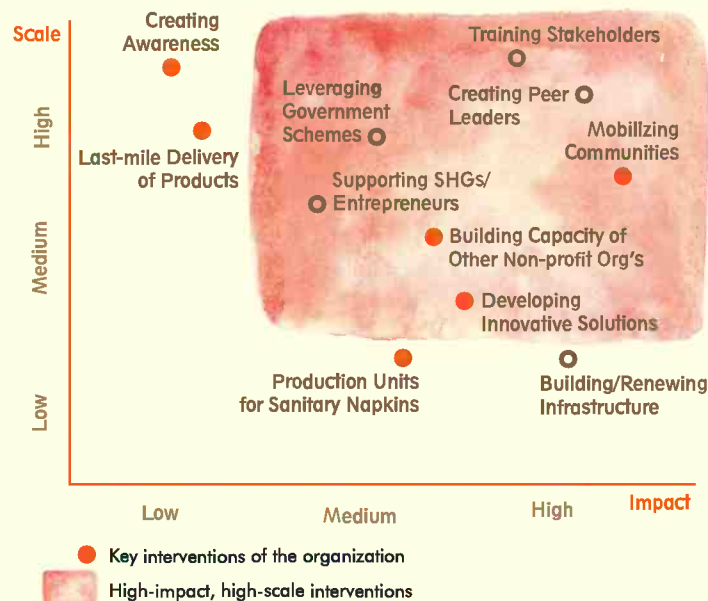 Scale
Creating
Awareness
Training Stakeholders
Leveraging
Government
Schemes
Creating Peer
Leaders
High
Mobilizing
Communities
Last-mile Delivery
of Products
Supporting SHGs/
Entrepreneurs
Medium
Building Capacity of
Other Non-profit Org's
Developing
Innovative Solutions
Production Units
for Sanitary Napkins
Building/Renewing
Infrastructure
Low
Low
Medium
High
Impact
Key interventions of the organization
High-impact, high-scale interventions